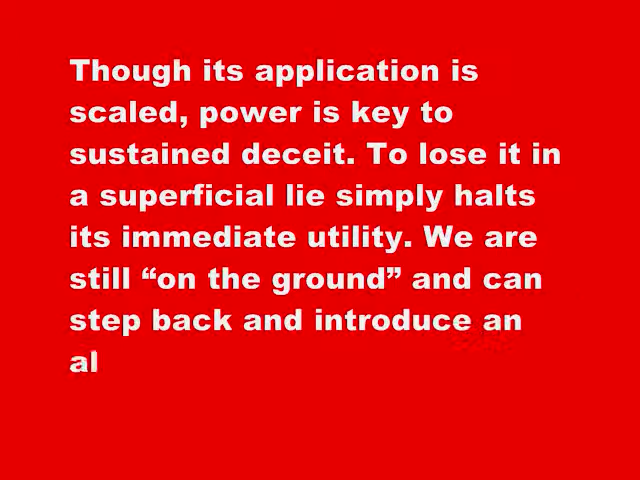 Though its application is
scaled, power is key to
sustained deceit. To lose it in
a superficial lie simply halts
its immediate utility. We are
still “on the ground” and can
step back and introduce an
al